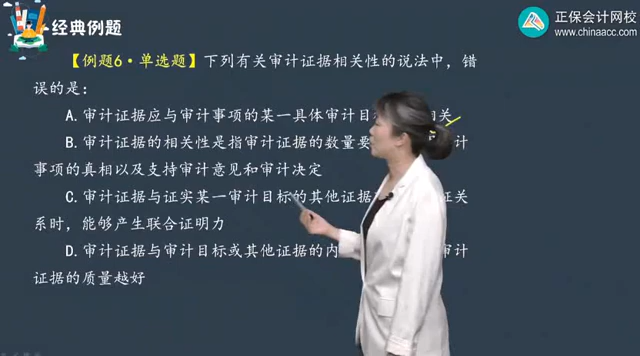 经典例题
正保会计网校
www.chinaacc.com
【例题6·单选题】下列有关审计证据相关性的说法中,错
误的是:
A.审计证据应与审计事项的某一具体审计目 相关
B.审计证据的相关性是指审计证据的数量要 计
事项的真相以及支持审计意见和审计决定
C.审计证据与证实某一审计目标的其他证据 证关
系时,能够产生联合证明力
D.审计证据与审计目标或其他证据的内 审计
证据的质量越好